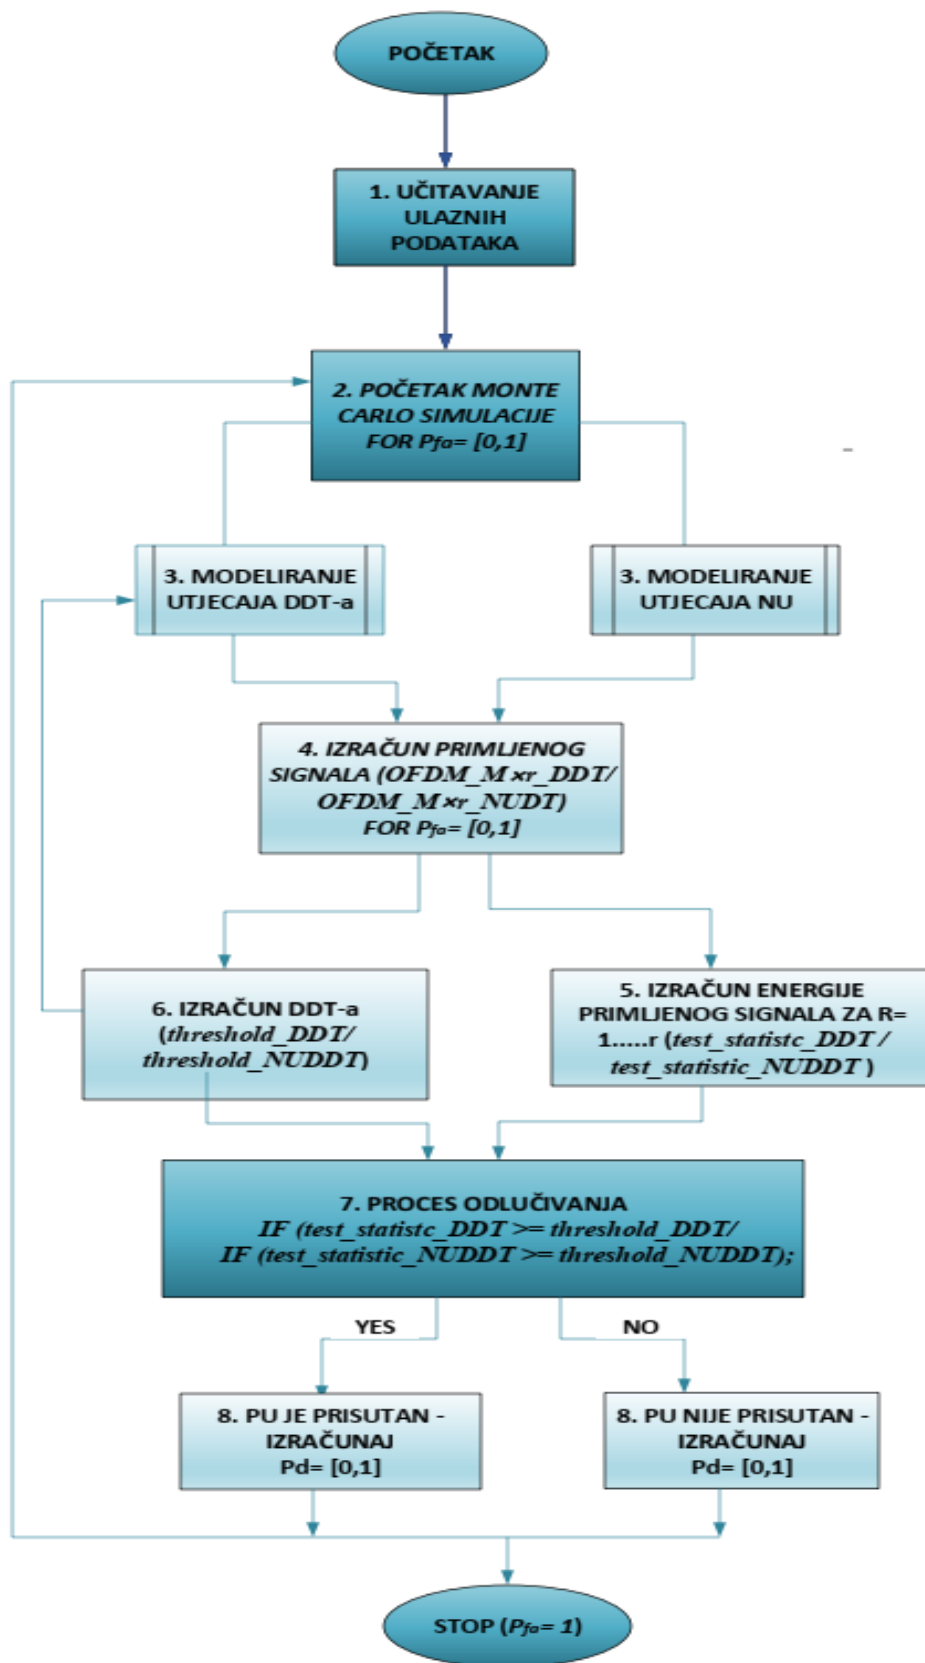 POČETAK
1. UČITAVANJE
ULAZNIH
PODATAKA
2. POČETAK MONTE
CARLO SIMULACIJE
FOR Pfa= [0,1]
3. MODELIRANJE
UTJECAJA DDT-a
3. MODELIRANJE
UTJECAJA NU
4. IZRAČUN PRIMLJENOG
SIGNALA (OFDM_M×r_DDT/
OFDM_M×r_NUDT)
FOR Pfa= [0,1]
6. IZRAČUN DDT-a
(threshold_DDT/
threshold_NUDDT)
5. IZRAČUN ENERGIJE
PRIMLJENOG SIGNALA ZA R=
1.....r (test_statistc_DDT /
test_statistic_NUDDT )
7. PROCES ODLUČIVANJA
IF (test_statistc_DDT >= threshold_DDT/
IF (test_statistic_NUDDT >= threshold_NUDDT);
YES
NO
8. PU JE PRISUTAN -
IZRAČUNAJ
Pd= [0,1]
8. PU NIJE PRISUTAN -
IZRAČUNAJ
Pd= [0,1]
STOP (Pfa= 1)